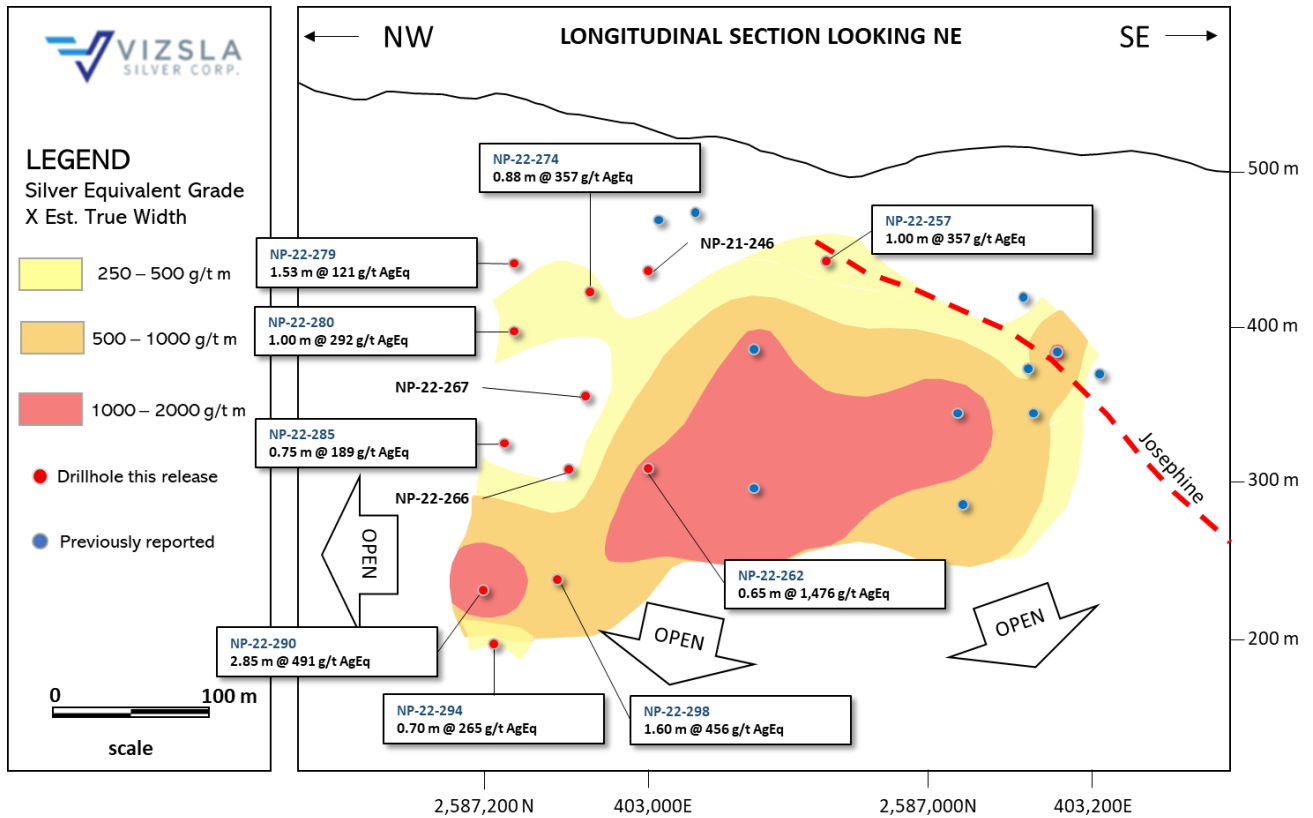 VIZSLA
SILVER CORP.
LEGEND
Silver Equivalent Grade
X Est. True Width
250 – 500 g/t m
500 – 1000 g/t m
1000 – 2000 g/t m
Drillhole this release
Previously reported
0 100 m
scale
NW
LONGITUDINAL SECTION LOOKING NE
SE
NP-22-274
0.88 m @ 357 g/t AgEq
NP-22-257
1.00 m @ 357 g/t AgEq
NP-21-246
NP-22-279
1.53 m @ 121 g/t AgEq
NP-22-280
1.00 m @ 292 g/t AgEq
NP-22-267
NP-22-285
0.75 m @ 189 g/t AgEq
NP-22-266
Josephine
OPEN
NP-22-262
0.65 m @ 1,476 g/t AgEq
OPEN
OPEN
NP-22-290
2.85 m @ 491 g/t AgEq
NP-22-294
0.70 m @ 265 g/t AgEq
NP-22-298
1.60 m @ 456 g/t AgEq
500 m
400 m
300 m
200 m
2,587,200 N
403,000E
2,587,000N
403,200E